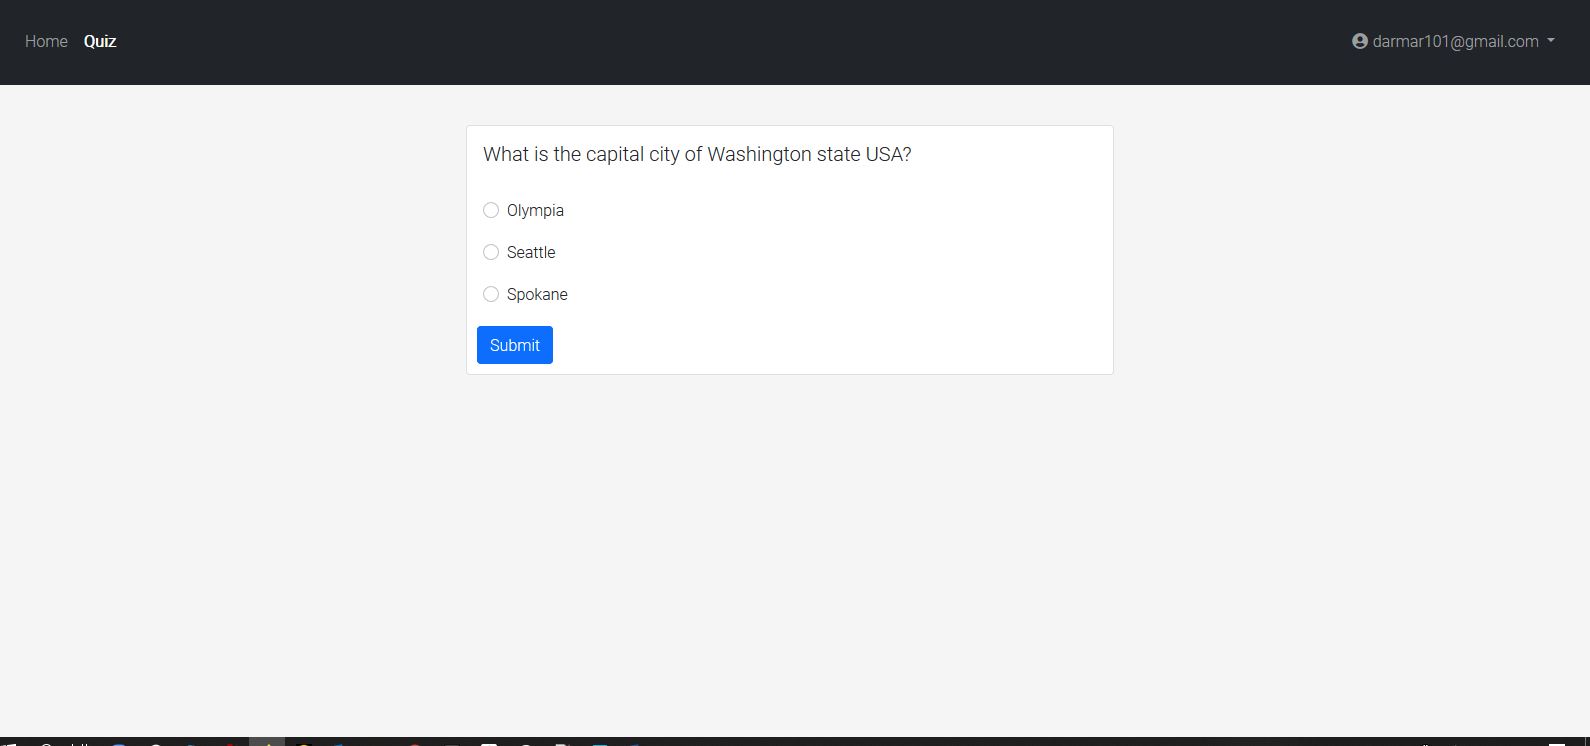 Home Quiz darmar101@gmail.com
What is the capital city of Washington state USA?
Olympia
Seattle
Spokane
Submit